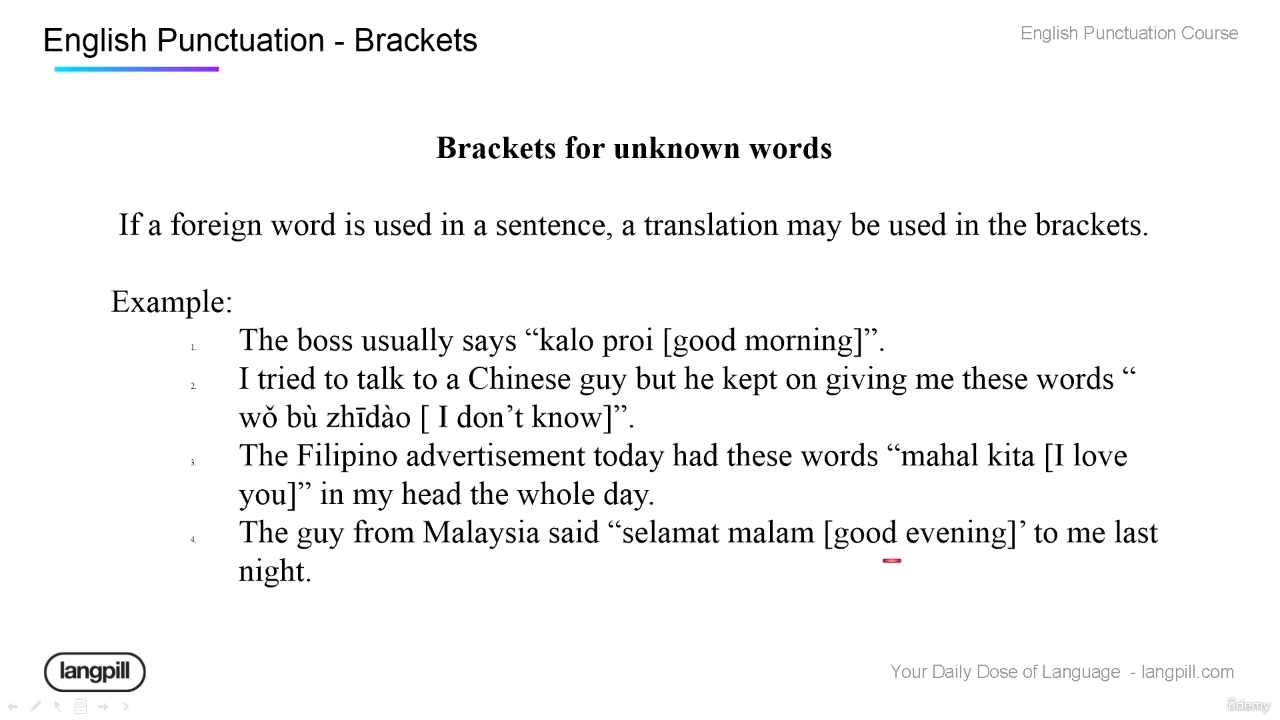 English Punctuation - Brackets
English Punctuation Course
Brackets for unknown words
If a foreign word is used in a sentence, a translation may be used in the brackets.
Example:
1. The boss usually says “kalo proi [good morning]”.
2. I tried to talk to a Chinese guy but he kept on giving me these words “
wǒ bù zhīdào [ I don’t know]”.
3. The Filipino advertisement today had these words “mahal kita [I love
you]” in my head the whole day.
4. The guy from Malaysia said “selamat malam [good evening]’ to me last
night.
langpill
Your Daily Dose of Language - langpill.com
ûdemy